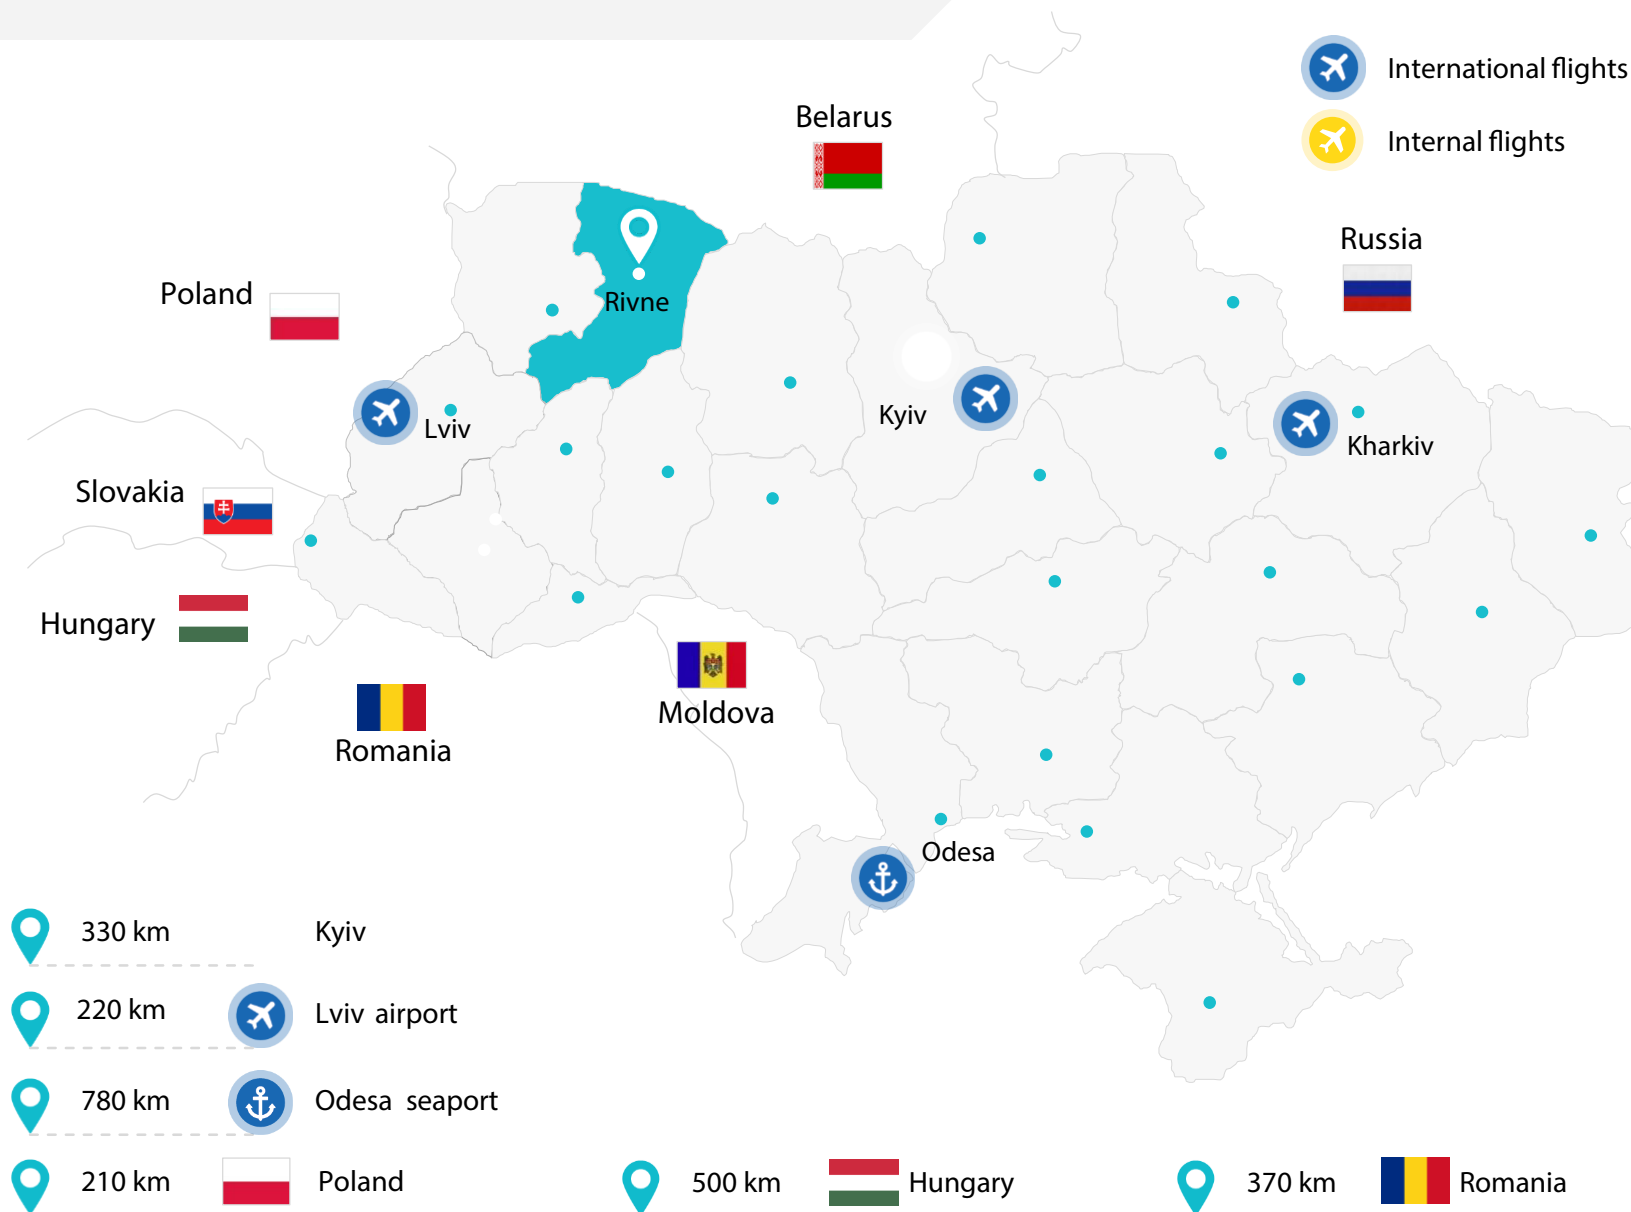 International flights
Internal flights
Belarus
Russia
Poland
Rivne
Kyiv
Lviv
Kharkiv
Slovakia
Hungary
Moldova
Romania
Odesa
330 km Kyiv
220 km Lviv airport
780 km Odesa seaport
210 km Poland
500 km Hungary
370 km Romania